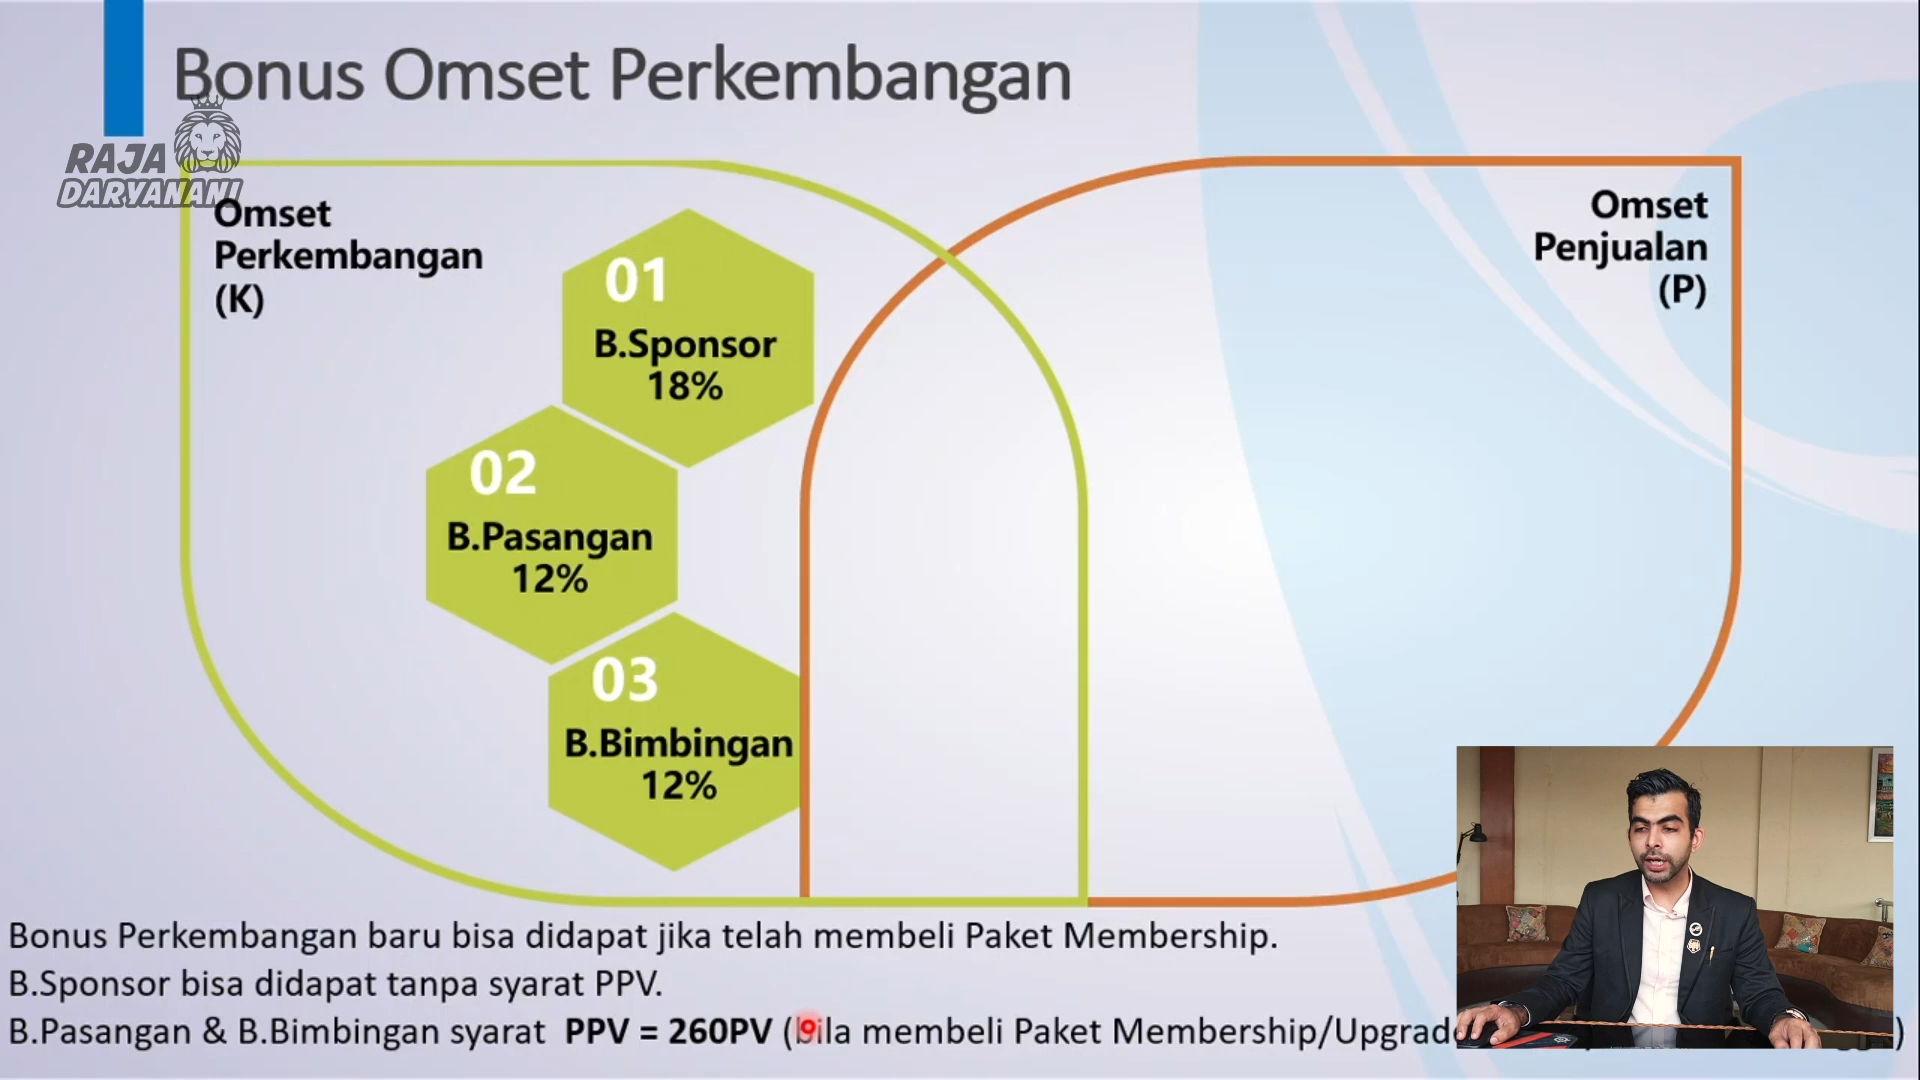 Bonus Omset Perkembangan
RAJA
DARYANANI
Omset
Perkembangan
(K)
Omset
Penjualan
(P)
01
B.Sponsor
18%
02
B.Pasangan
12%
03
B.Bimbingan
12%
Bonus Perkembangan baru bisa didapat jika telah membeli Paket Membership.
B.Sponsor bisa didapat tanpa syarat PPV.
B.Pasangan & B.Bimbingan syarat PPV = 260PV (bila membeli Paket Membership/Upgrade )